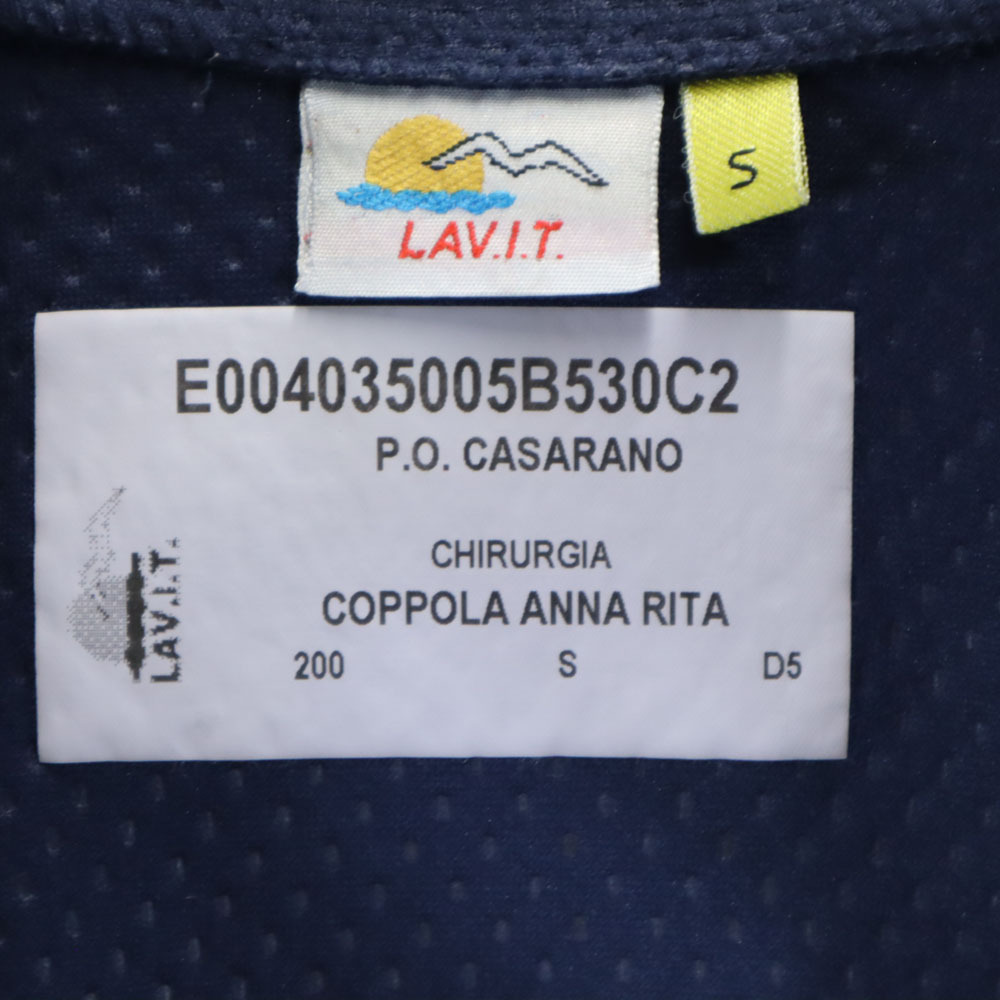 LAV.I.T.
S
E004035005B530C2
P.O. CASARANO
CHIRURGIA
COPPOLA ANNA RITA
200 S D5
LAV.I.T.